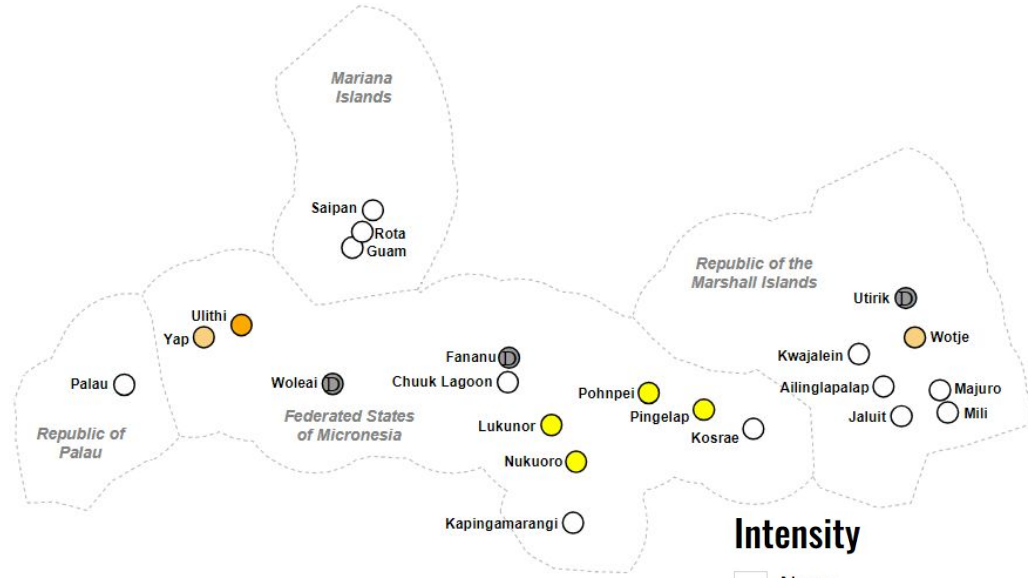 Mariana
Islands
Saipan
Rota
Guam
Republic of the
Marshall Islands
Utirik D
Ulithi
Yap
Wotje
Kwajalein
Fananu D
Palau
Woleai D
Chuuk Lagoon
Ailinglapalap
Majuro
Pohnpei
Pingelap
Mili
Jaluit
Federated States
of Micronesia
Lukunor
Kosrae
Republic of
Palau
Nukuoro
Kapingamarangi
Intensity